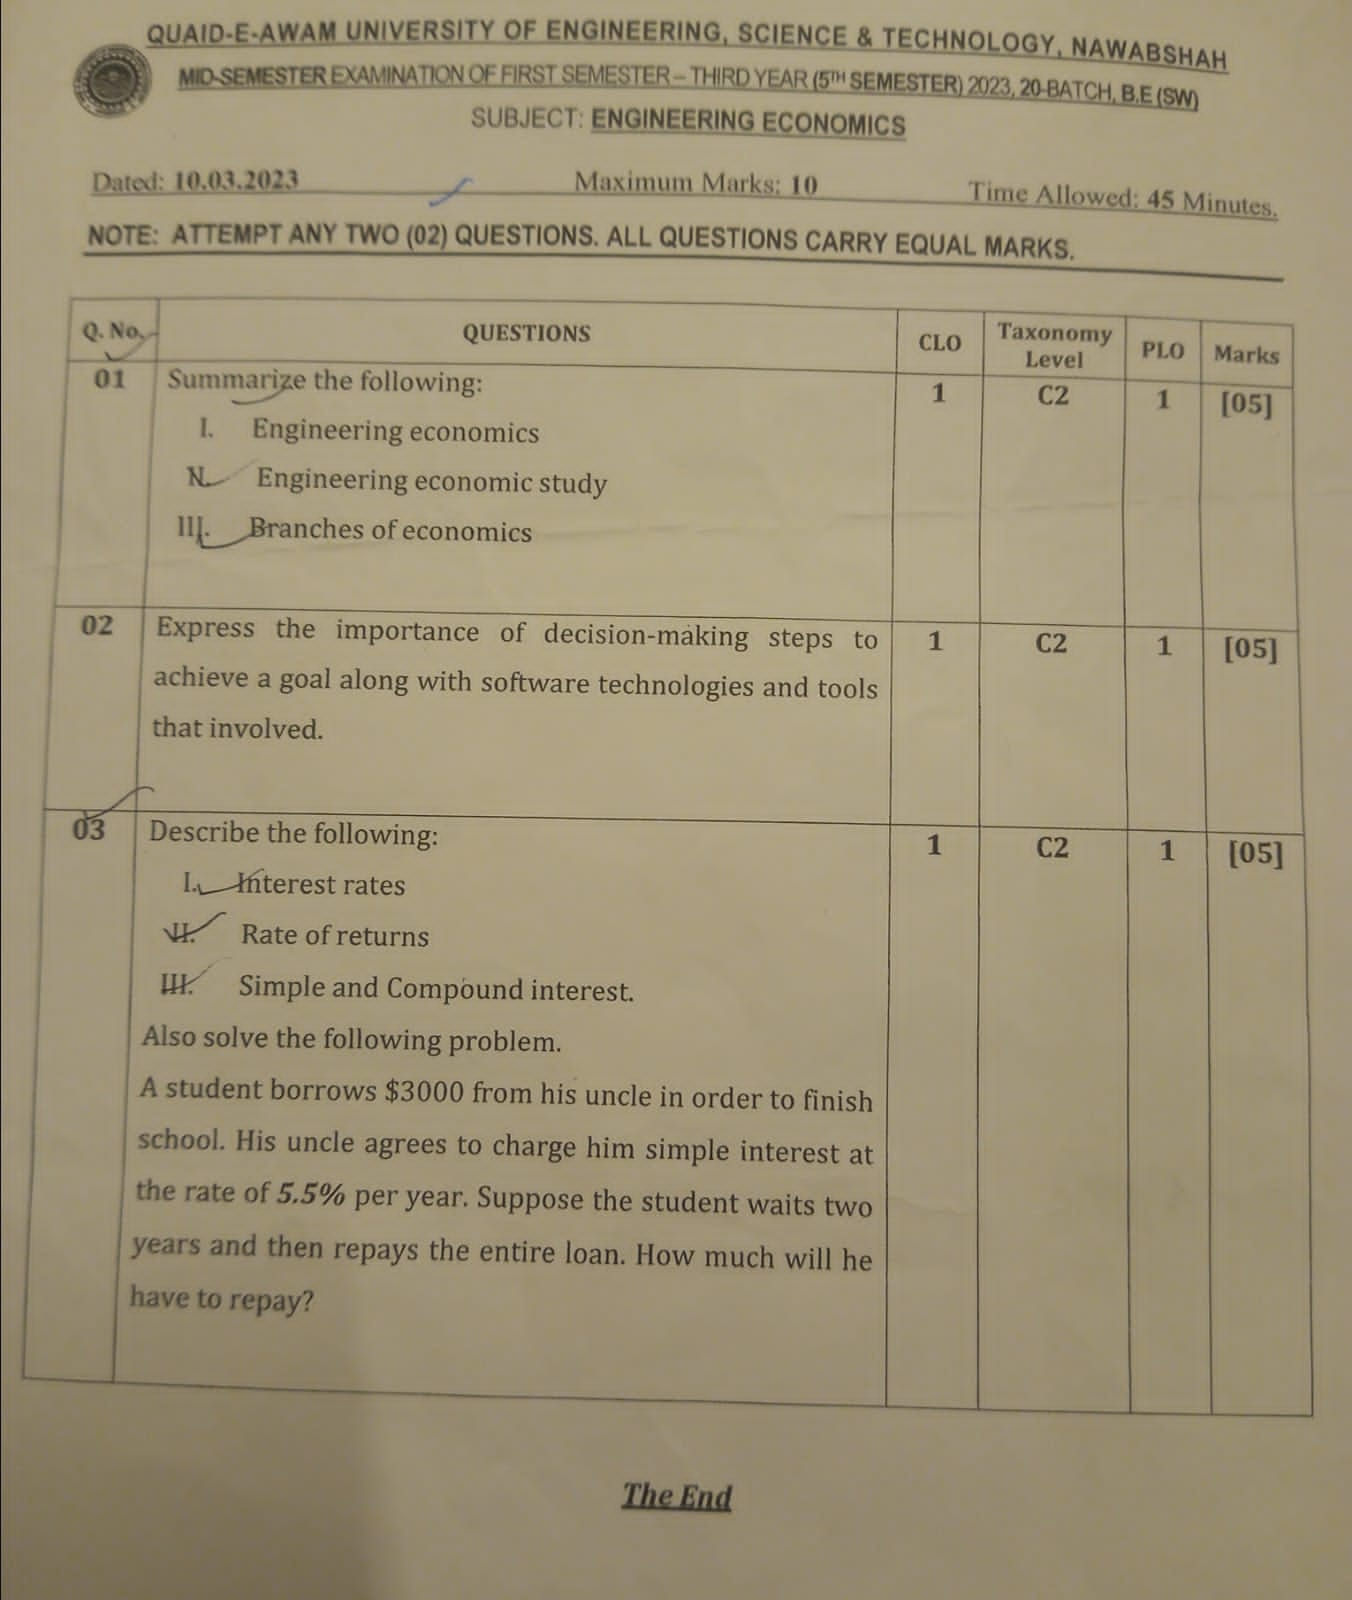 QUAID-E-AWAM UNIVERSITY OF ENGINEERING, SCIENCE & TECHNOLOGY, NAWABSHAH
MID-SEMESTER EXAMINATION OF FIRST SEMESTER – THIRD YEAR (5TH SEMESTER) 2023, 20-BATCH, B.E (SW)
SUBJECT: ENGINEERING ECONOMICS
Dated: 10.03.2023 Maximum Marks: 10 Time Allowed: 45 Minutes.
NOTE: ATTEMPT ANY TWO (02) QUESTIONS. ALL QUESTIONS CARRY EQUAL MARKS.
Q. No. QUESTIONS CLO Taxonomy Level PLO Marks
01 Summarize the following: 1 C2 1 [05]
I. Engineering economics
II. Engineering economic study
III. Branches of economics
02 Express the importance of decision-making steps to 1 C2 1 [05]
achieve a goal along with software technologies and tools
that involved.
03 Describe the following: 1 C2 1 [05]
I. Interest rates
II. Rate of returns
III. Simple and Compound interest.
Also solve the following problem.
A student borrows $3000 from his uncle in order to finish
school. His uncle agrees to charge him simple interest at
the rate of 5.5% per year. Suppose the student waits two
years and then repays the entire loan. How much will he
have to repay?
The End